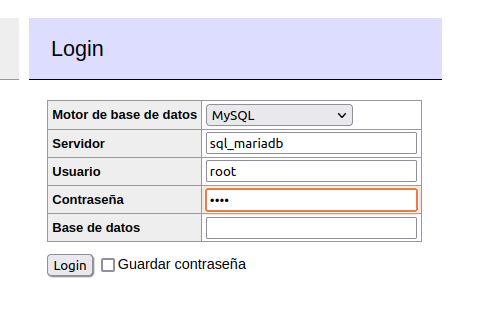 Login
Motor de base de datos MySQL
Servidor sql_mariadb
Usuario root
Contraseña ••••
Base de datos
Login Guardar contraseña